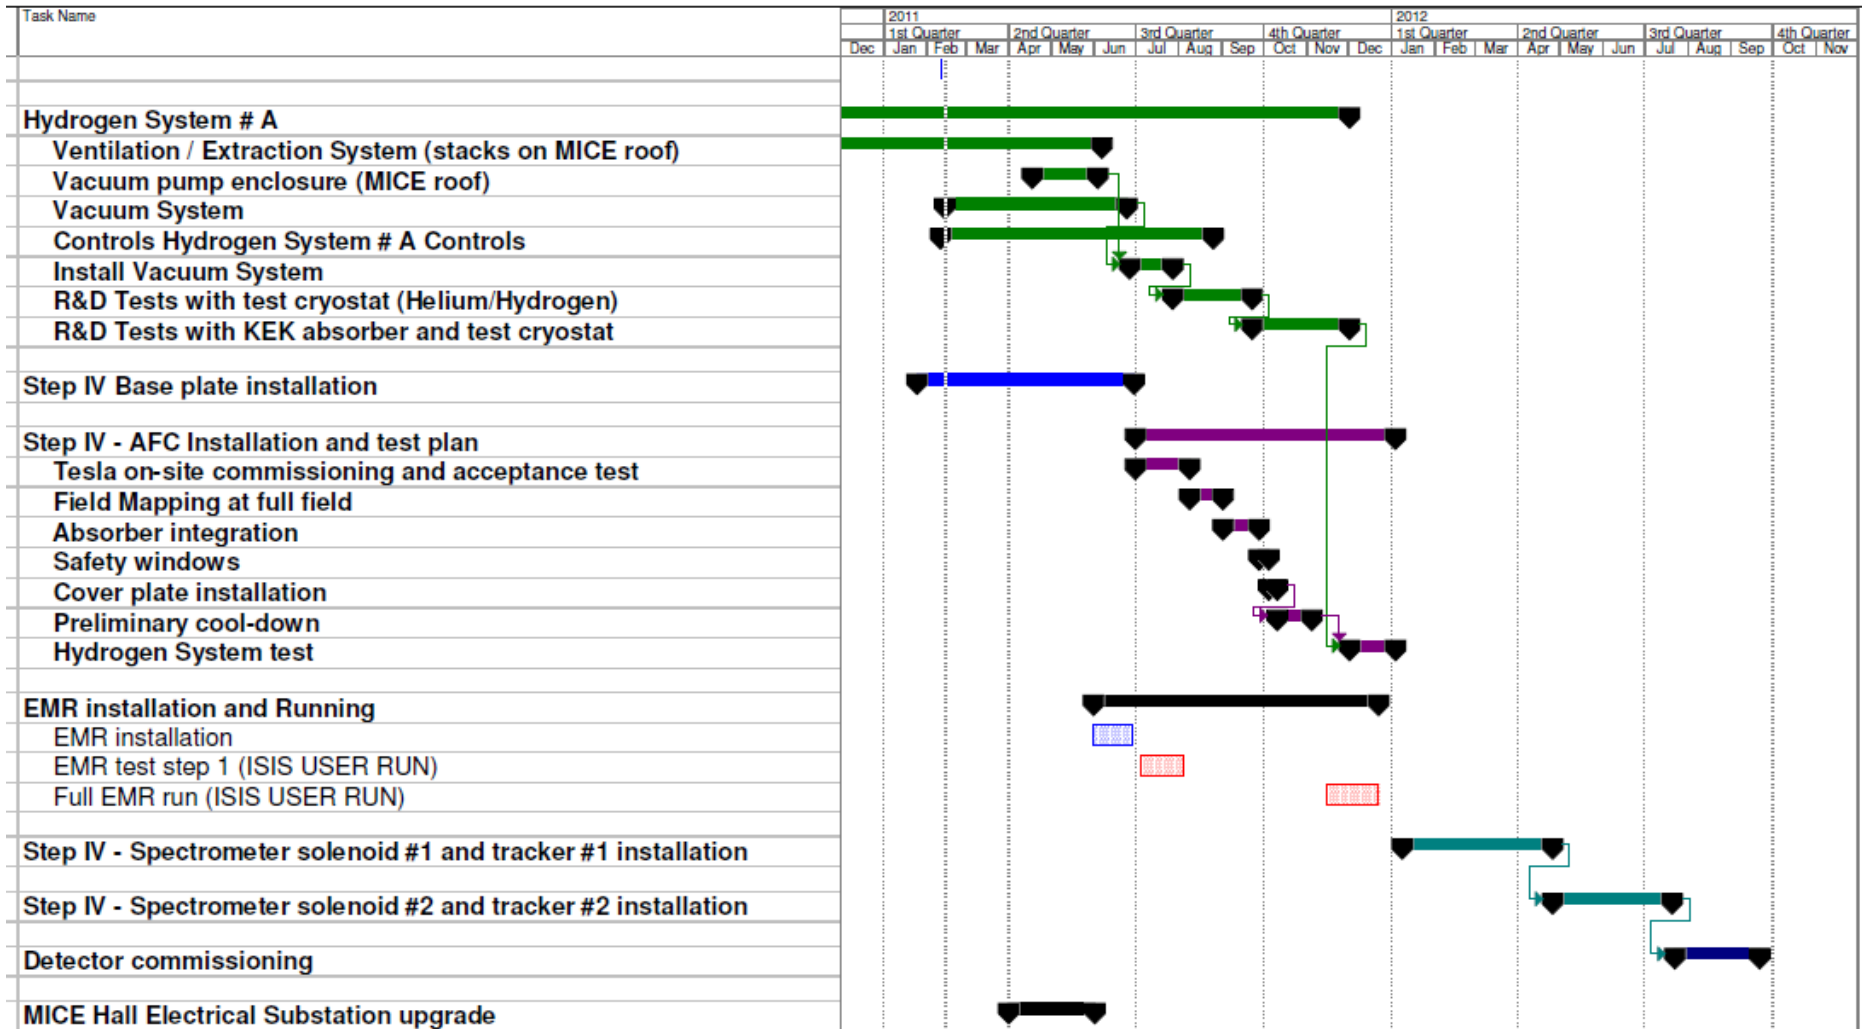 Task Name
2011 2012
1st Quarter 2nd Quarter 3rd Quarter 4th Quarter 1st Quarter 2nd Quarter 3rd Quarter 4th Quarter
Dec Jan Feb Mar Apr May Jun Jul Aug Sep Oct Nov Dec Jan Feb Mar Apr May Jun Jul Aug Sep Oct Nov
Hydrogen System # A
Ventilation / Extraction System (stacks on MICE roof)
Vacuum pump enclosure (MICE roof)
Vacuum System
Controls Hydrogen System # A Controls
Install Vacuum System
R&D Tests with test cryostat (Helium/Hydrogen)
R&D Tests with KEK absorber and test cryostat
Step IV Base plate installation
Step IV - AFC Installation and test plan
Tesla on-site commissioning and acceptance test
Field Mapping at full field
Absorber integration
Safety windows
Cover plate installation
Preliminary cool-down
Hydrogen System test
EMR installation and Running
EMR installation
EMR test step 1 (ISIS USER RUN)
Full EMR run (ISIS USER RUN)
Step IV - Spectrometer solenoid #1 and tracker #1 installation
Step IV - Spectrometer solenoid #2 and tracker #2 installation
Detector commissioning
MICE Hall Electrical Substation upgrade